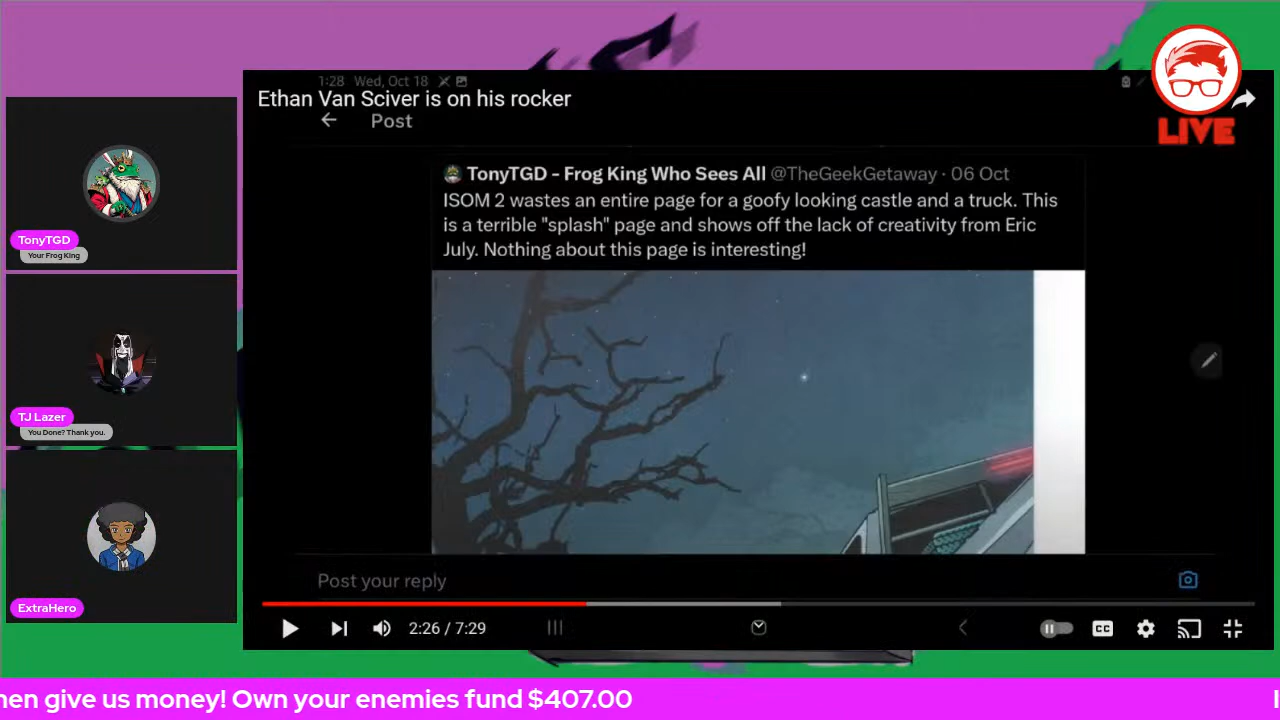 1:28 Wed, Oct 18
Ethan Van Sciver is on his rocker
Post
LIVE
TonyTGD - Frog King Who Sees All @TheGeekGetaway · 06 Oct
ISOM 2 wastes an entire page for a goofy looking castle and a truck. This
is a terrible "splash" page and shows off the lack of creativity from Eric
July. Nothing about this page is interesting!
TonyTGD
Your Frog King
TJ Lazer
You Done? Thank you.
ExtraHero
Post your reply
2:26 / 7:29
CC
give us money! Own your enemies fund $407.00